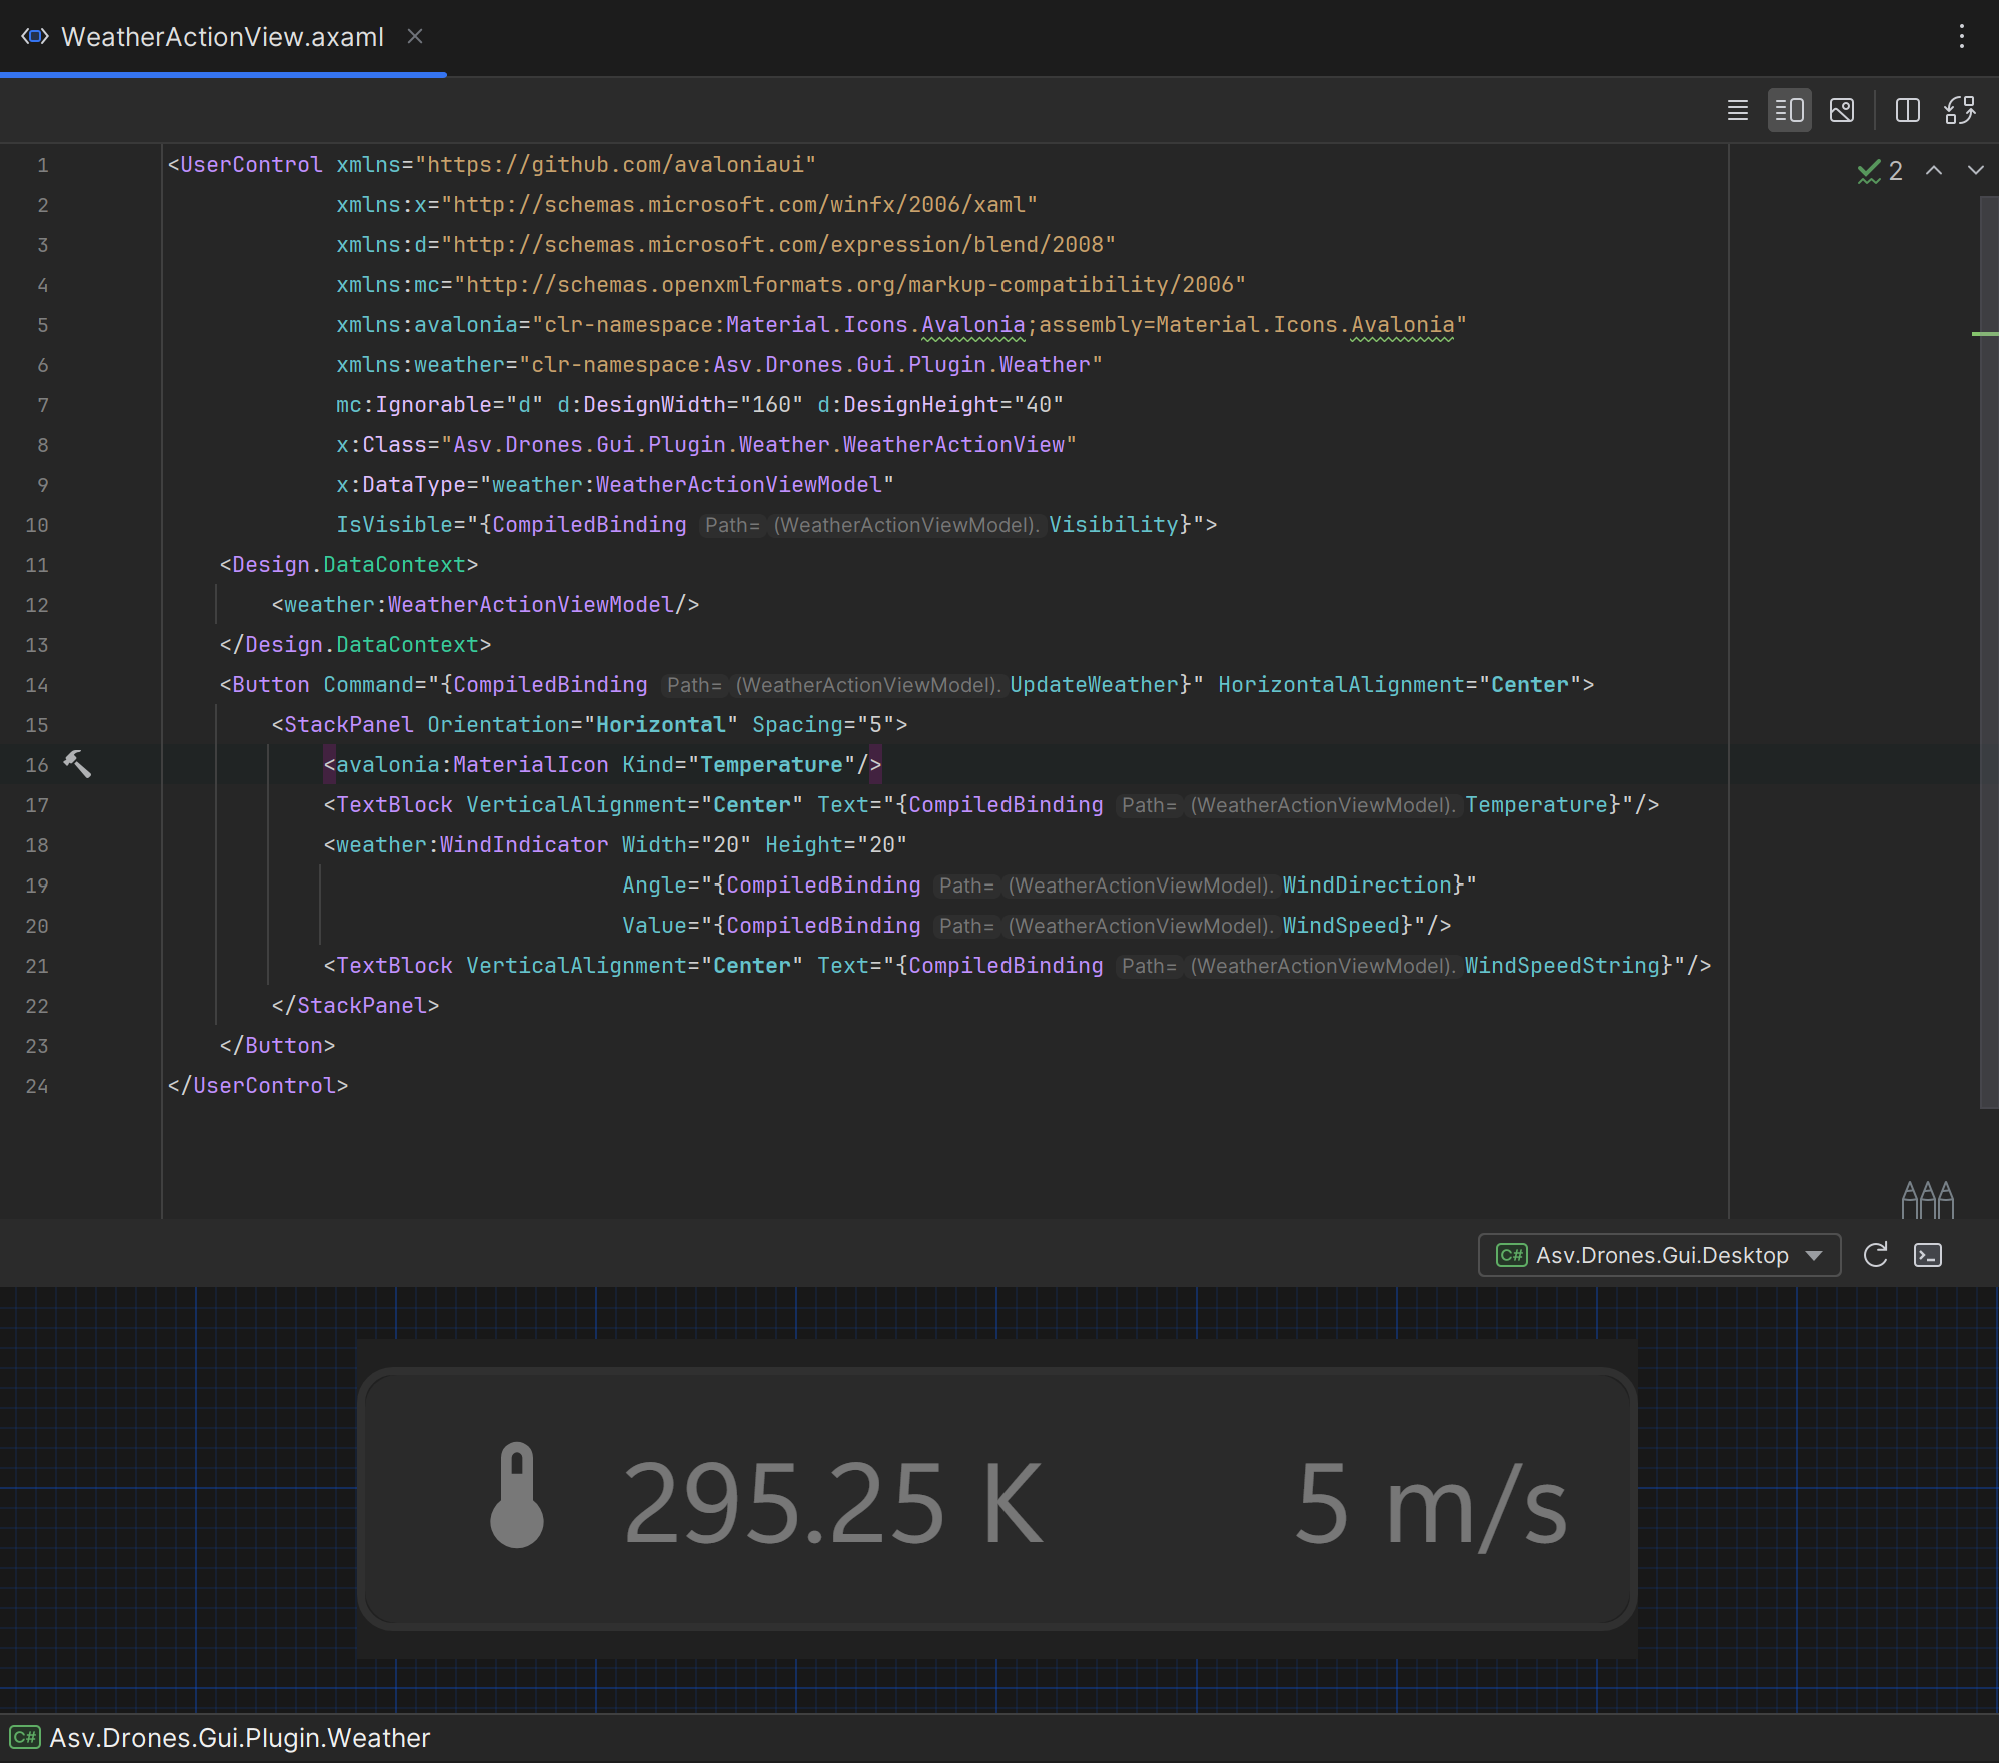 WeatherActionView.axaml
2
1 <UserControl xmlns="https://github.com/avaloniaui"
2 xmlns:x="http://schemas.microsoft.com/winfx/2006/xaml"
3 xmlns:d="http://schemas.microsoft.com/expression/blend/2008"
4 xmlns:mc="http://schemas.openxmlformats.org/markup-compatibility/2006"
5 xmlns:avalonia="clr-namespace:Material.Icons.Avalonia;assembly=Material.Icons.Avalonia"
6 xmlns:weather="clr-namespace:Asv.Drones.Gui.Plugin.Weather"
7 mc:Ignorable="d" d:DesignWidth="160" d:DesignHeight="40"
8 x:Class="Asv.Drones.Gui.Plugin.Weather.WeatherActionView"
9 x:DataType="weather:WeatherActionViewModel"
10 IsVisible="{CompiledBinding Path= (WeatherActionViewModel). Visibility}">
11 <Design.DataContext>
12 <weather:WeatherActionViewModel/>
13 </Design.DataContext>
14 <Button Command="{CompiledBinding Path= (WeatherActionViewModel). UpdateWeather}" HorizontalAlignment="Center">
15 <StackPanel Orientation="Horizontal" Spacing="5">
16 <avalonia:MaterialIcon Kind="Temperature"/>
17 <TextBlock VerticalAlignment="Center" Text="{CompiledBinding Path= (WeatherActionViewModel). Temperature}"/>
18 <weather:WindIndicator Width="20" Height="20"
19 Angle="{CompiledBinding Path= (WeatherActionViewModel). WindDirection}"
20 Value="{CompiledBinding Path= (WeatherActionViewModel). WindSpeed}"/>
21 <TextBlock VerticalAlignment="Center" Text="{CompiledBinding Path= (WeatherActionViewModel). WindSpeedString}"/>
22 </StackPanel>
23 </Button>
24 </UserControl>
C# Asv.Drones.Gui.Desktop
295.25 K 5 m/s
C# Asv.Drones.Gui.Plugin.Weather